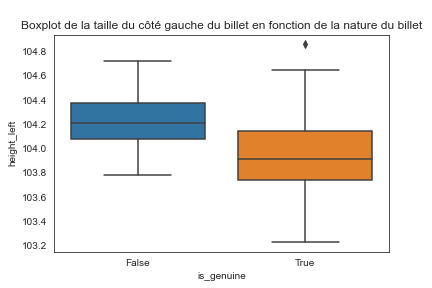 Boxplot de la taille du côté gauche du billet en fonction de la nature du billet
104.8
104.6
104.4
104.2
104.0
103.8
103.6
103.4
103.2
height_left
False
True
is_genuine